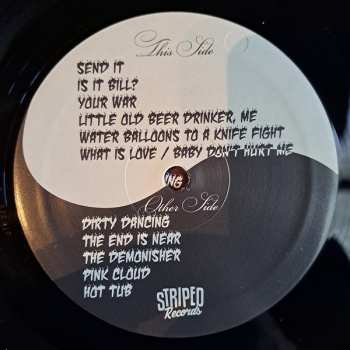 This Side
SEND IT
IS IT BILL?
YOUR WAR
LITTLE OLD BEER DRINKER, ME
WATER BALLOONS TO A KNIFE FIGHT
WHAT IS LOVE / BABY DON'T HURT ME
Other Side
DIRTY DANCING
THE END IS NEAR
THE DEMONISHER
PINK CLOUD
HOT TUB
STRIPED
Records